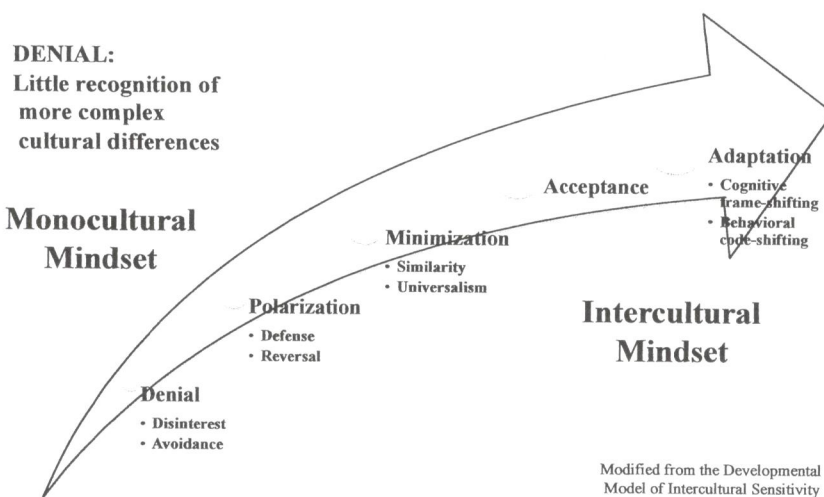 DENIAL:
Little recognition of
more complex
cultural differences
Monocultural
Mindset
Adaptation
• Cognitive
frame-shifting
• Behavioral
code-shifting
Acceptance
Minimization
• Similarity
• Universalism
Polarization
• Defense
• Reversal
Intercultural
Mindset
Denial
• Disinterest
• Avoidance
Modified from the Developmental
Model of Intercultural Sensitivity